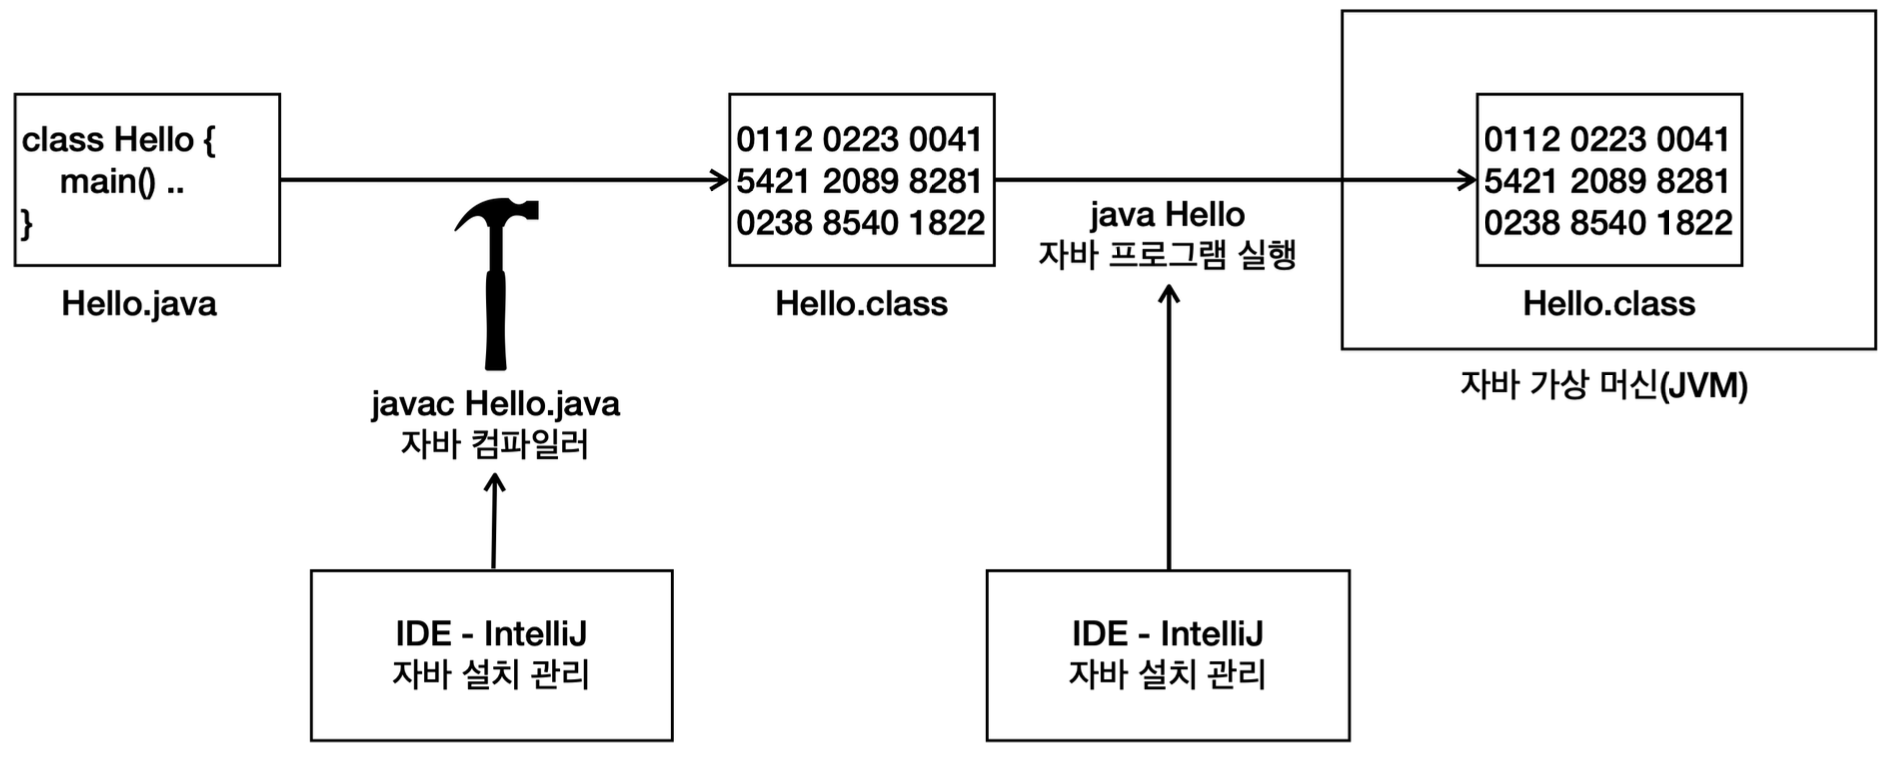 class Hello {
main() ..
}
Hello.java
javac Hello.java
자바 컴파일러
IDE - IntelliJ
자바 설치 관리
0112 0223 0041
5421 2089 8281
0238 8540 1822
Hello.class
java Hello
자바 프로그램 실행
IDE - IntelliJ
자바 설치 관리
0112 0223 0041
5421 2089 8281
0238 8540 1822
Hello.class
자바 가상 머신(JVM)